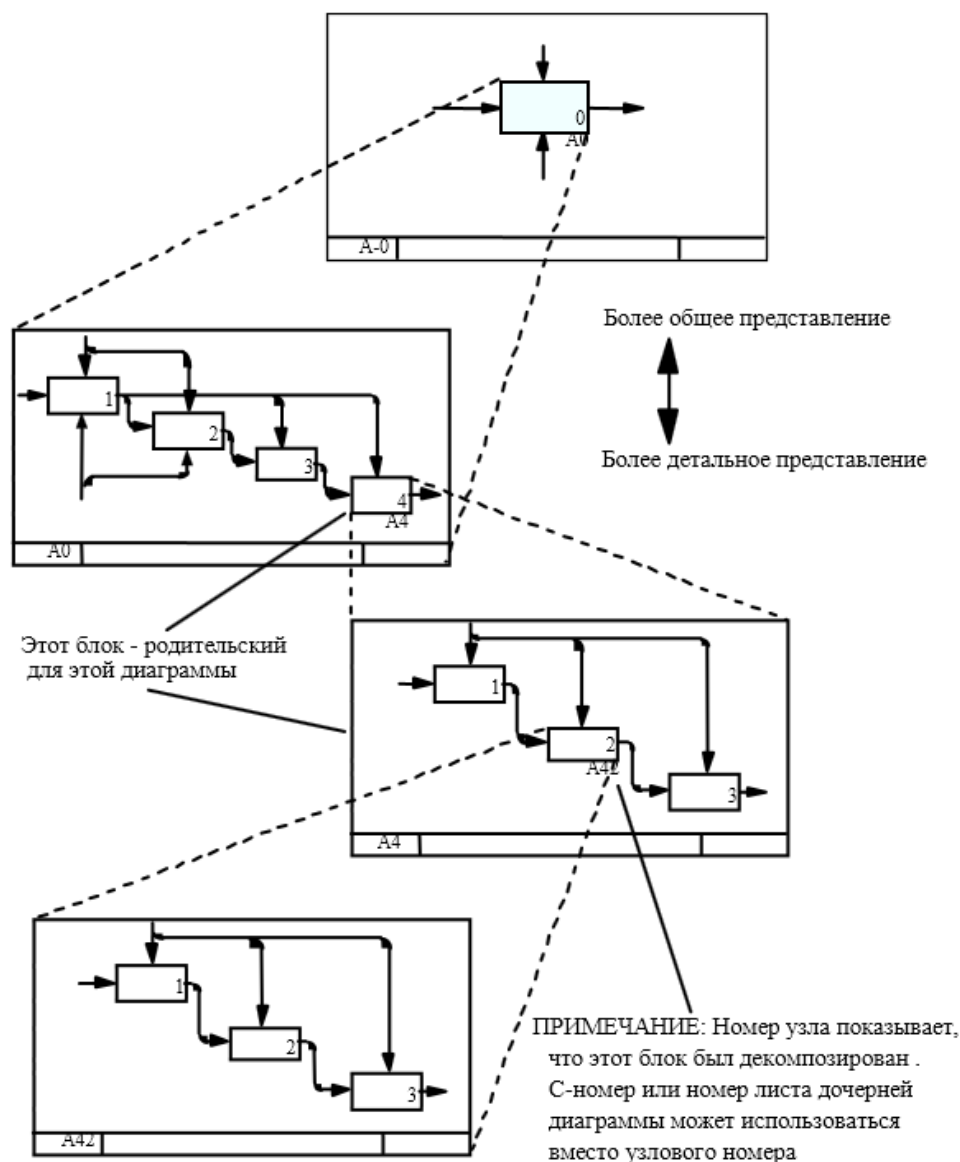 0
A0
A-0
Более общее представление
Более детальное представление
1
2
3
4
A4
A0
Этот блок - родительский
для этой диаграммы
1
2
A42
3
A4
1
2
3
A42
ПРИМЕЧАНИЕ: Номер узла показывает,
что этот блок был декомпозирован .
С-номер или номер листа дочерней
диаграммы может использоваться
вместо узлового номера